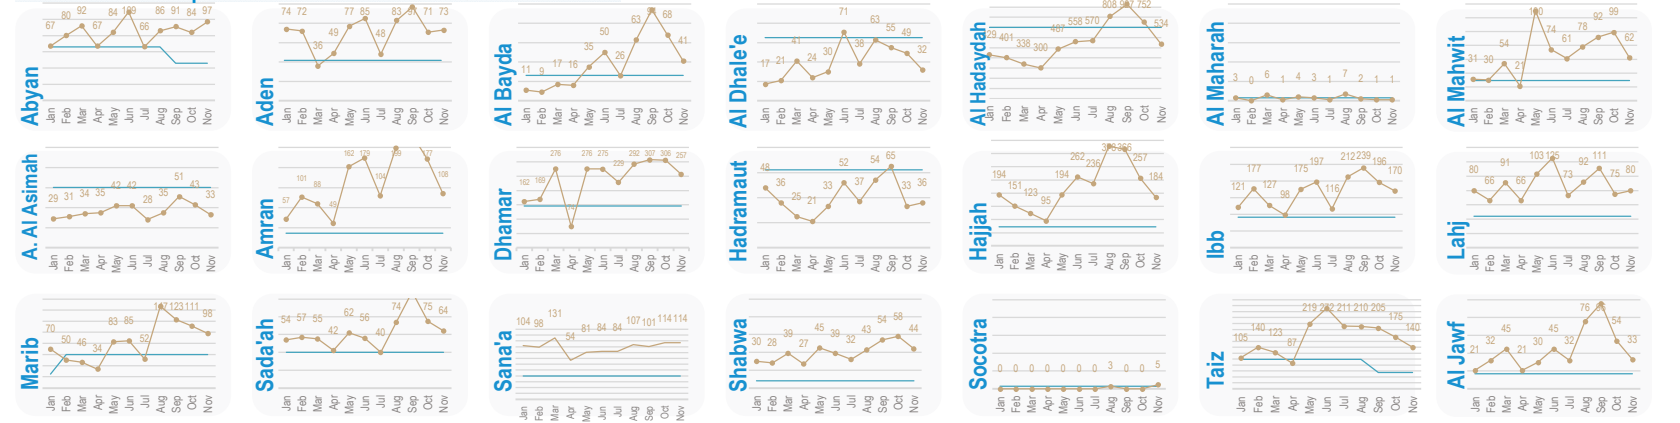 Abyan
67 80 92 67 84 109 66 86 91 84 97
Jan Feb Mar Apr May Jun Jul Aug Sep Oct Nov
Aden
74 72 36 49 77 85 48 83 97 71 73
Jan Feb Mar Apr May Jun Jul Aug Sep Oct Nov
Al Bayda
11 9 17 16 35 50 26 63 68 41
Jan Feb Mar Apr May Jun Jul Aug Sep Oct Nov
Al Dhale'e
17 21 41 24 30 71 38 63 55 49 32
Jan Feb Mar Apr May Jun Jul Aug Sep Oct Nov
Al Hadaydah
401 338 300 487 558 570 808 752 534
Jan Feb Mar Apr May Jun Jul Aug Sep Oct Nov
Al Maharah
3 0 6 1 4 3 1 7 2 1 1
Jan Feb Mar Apr May Jun Jul Aug Sep Oct Nov
Al Mahwit
31 30 54 21 74 61 78 92 99 62
Jan Feb Mar Apr May Jun Jul Aug Sep Oct Nov
A. Al Asimah
29 31 34 35 42 42 28 35 51 43 33
Jan Feb Mar Apr May Jun Jul Aug Sep Oct Nov
Amran
57 101 88 49 162 179 104 108
Jan Feb Mar Apr May Jun Jul Aug Sep Oct Nov
Dhamar
162 169 276 276 275 229 292 307 306 257
Jan Feb Mar Apr May Jun Jul Aug Sep Oct Nov
Hadramaut
48 36 25 21 33 52 37 54 65 33 36
Jan Feb Mar Apr May Jun Jul Aug Sep Oct Nov
Hajjah
194 151 123 95 194 262 236 257 184
Jan Feb Mar Apr May Jun Jul Aug Sep Oct Nov
Ibb
121 177 127 98 175 197 116 212 239 196 170
Jan Feb Mar Apr May Jun Jul Aug Sep Oct Nov
Lahj
80 66 91 66 103 125 73 92 111 75 80
Jan Feb Mar Apr May Jun Jul Aug Sep Oct Nov
Marib
70 50 46 34 83 85 52 123 111 98
Jan Feb Mar Apr May Jun Jul Aug Sep Oct Nov
Sada'ah
54 57 55 42 62 56 40 74 75 64
Jan Feb Mar Apr May Jun Jul Aug Sep Oct Nov
Sana'a
104 98 131 54 81 84 84 107 101 114 114
Jan Feb Mar Apr May Jun Jul Aug Sep Oct Nov
Shabwa
30 28 39 27 45 39 32 43 54 58 44
Jan Feb Mar Apr May Jun Jul Aug Sep Oct Nov
Socotra
0 0 0 0 0 0 0 3 0 0 5
Jan Feb Mar Apr May Jun Jul Aug Sep Oct Nov
Taiz
105 140 123 87 219 211 210 205 175 140
Jan Feb Mar Apr May Jun Jul Aug Sep Oct Nov
Al Jawf
21 32 45 21 30 45 32 76 54 33
Jan Feb Mar Apr May Jun Jul Aug Sep Oct Nov